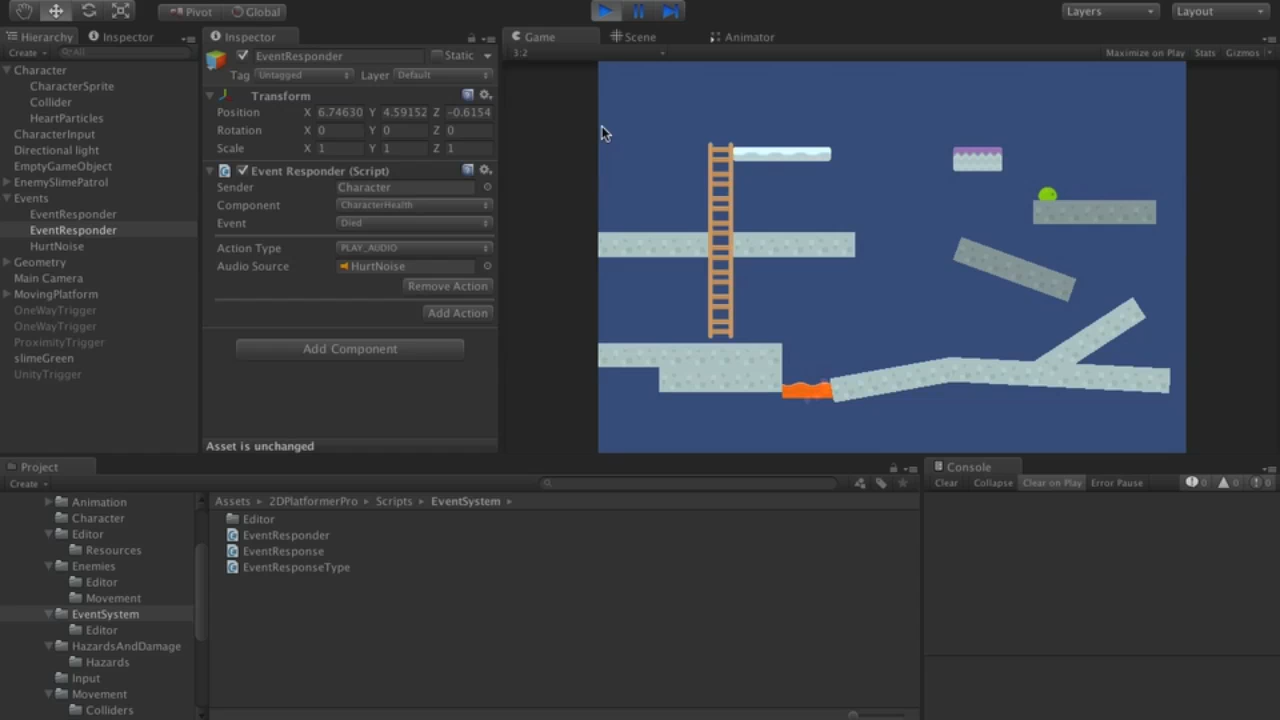 Pivot Global Layers Layout
Hierarchy Inspector
Create All
Character
CharacterSprite
Collider
HeartParticles
CharacterInput
Directional light
EmptyGameObject
EnemySlimePatrol
Events
EventResponder
EventResponder
HurtNoise
Geometry
Main Camera
MovingPlatform
OneWayTrigger
OneWayTrigger
ProximityTrigger
slimeGreen
UnityTrigger
Inspector
EventResponder Static
Tag Untagged Layer Default
Transform
Position X 6.74630 Y 4.59152 Z -0.6154
Rotation X 0 Y 0 Z 0
Scale X 1 Y 1 Z 1
Event Responder (Script)
Sender Character
Component CharacterHealth
Event Died
Action Type PLAY_AUDIO
Audio Source HurtNoise
Remove Action
Add Action
Add Component
Asset is unchanged
Game Scene Animator
3:2 Maximize on Play Stats Gizmos
Project
Create
Animation
Character
Editor
Resources
Enemies
Editor
Movement
EventSystem
Editor
HazardsAndDamage
Hazards
Input
Movement
Colliders
Assets 2DPlatformerPro Scripts EventSystem
Editor
EventResponder
EventResponse
EventResponseType
Console
Clear Collapse Clear on Play Error Pause 0 0 0